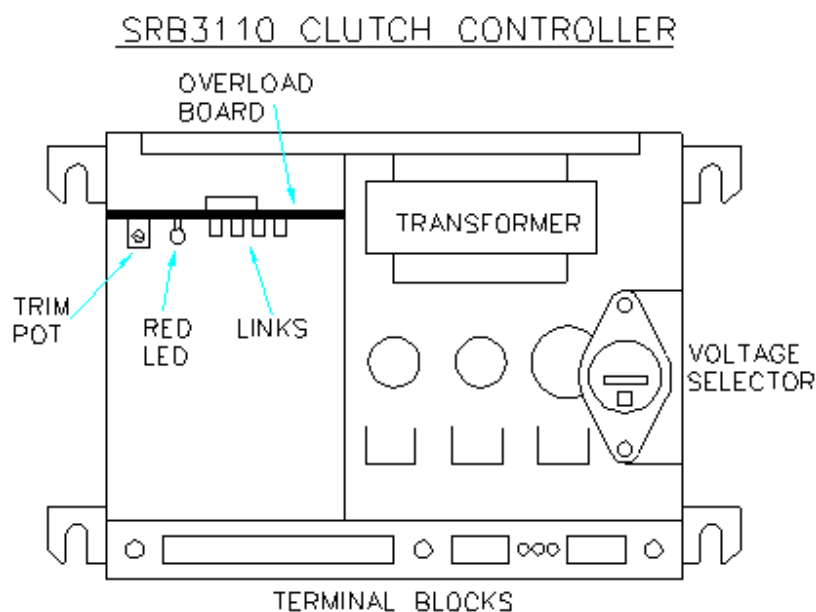 SRB3110 CLUTCH CONTROLLER
OVERLOAD
BOARD
TRANSFORMER
TRIM
POT
RED
LED
LINKS
VOLTAGE
SELECTOR
TERMINAL BLOCKS